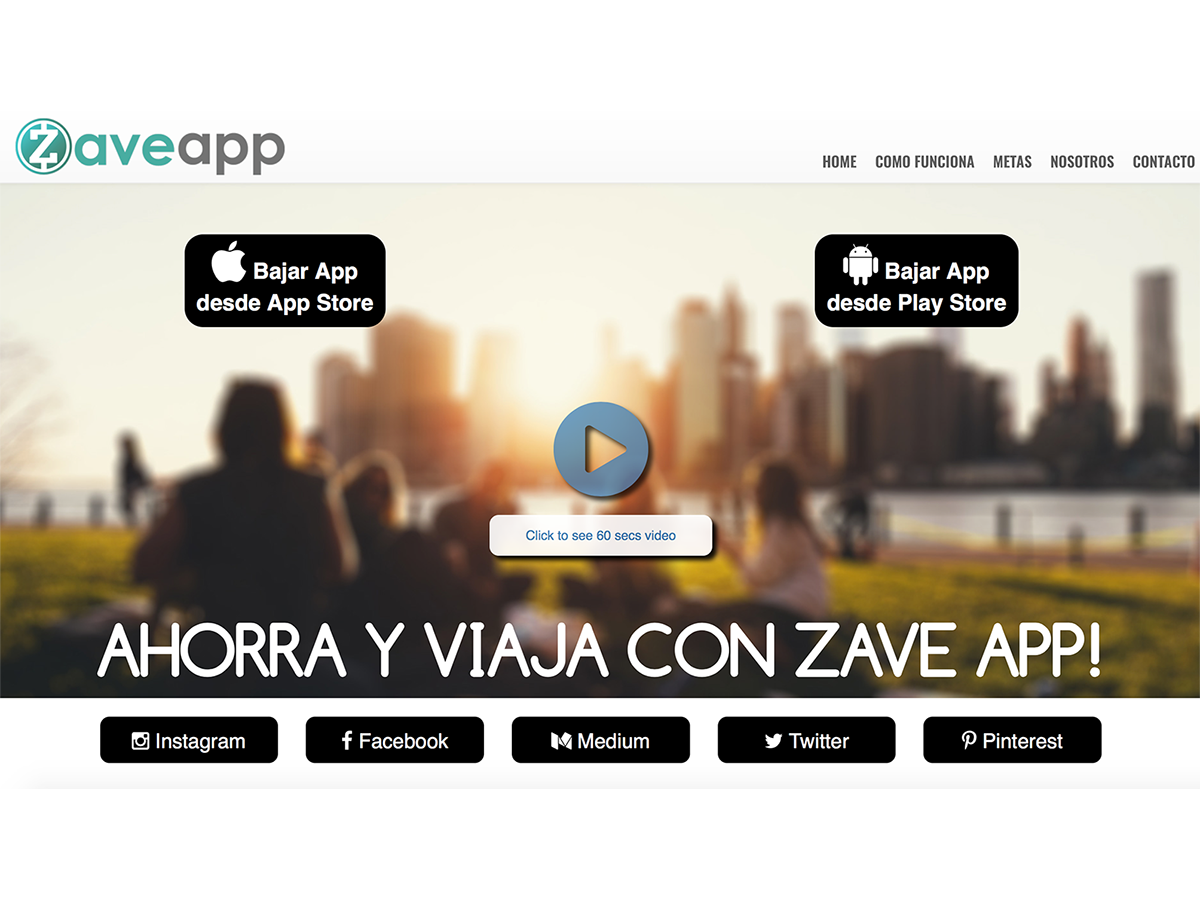 Zaveapp
HOME COMO FUNCIONA METAS NOSOTROS CONTACTO
Bajar App
desde App Store
Bajar App
desde Play Store
Click to see 60 secs video
AHORRA Y VIAJA CON ZAVE APP!
Instagram Facebook Medium Twitter Pinterest